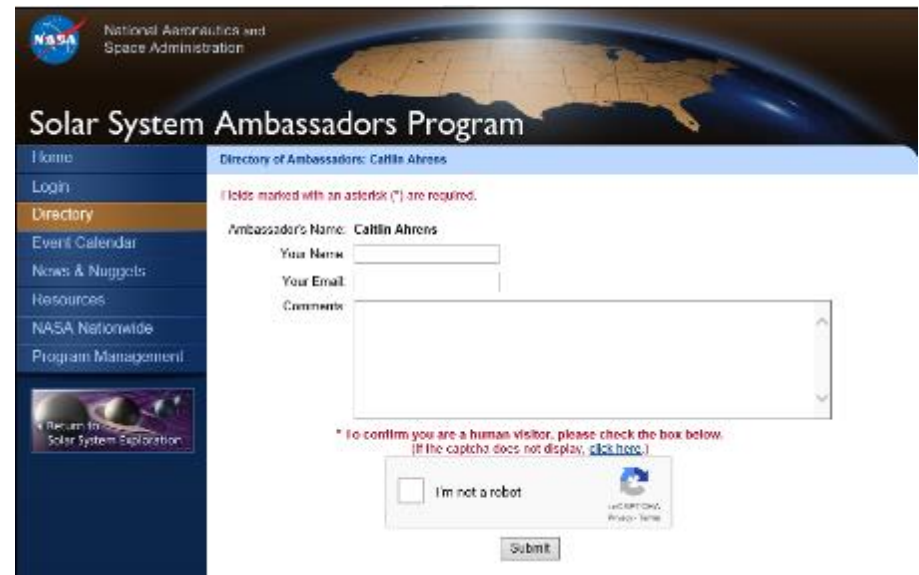 NASA
National Aeronautics and
Space Administration
Solar System Ambassadors Program
Home
Login
Directory
Event Calendar
News & Nuggets
Resources
NASA Nationwide
Program Management
Return to
Solar System Exploration
Directory of Ambassadors: Caitlin Ahrens
Fields marked with an asterisk (*) are required.
Ambassador's Name: Caitlin Ahrens
Your Name:
Your Email:
Comments:
* To confirm you are a human visitor, please check the box below.
(If the captcha does not display, click here.)
I'm not a robot
reCAPTCHA
Privacy - Terms
Submit